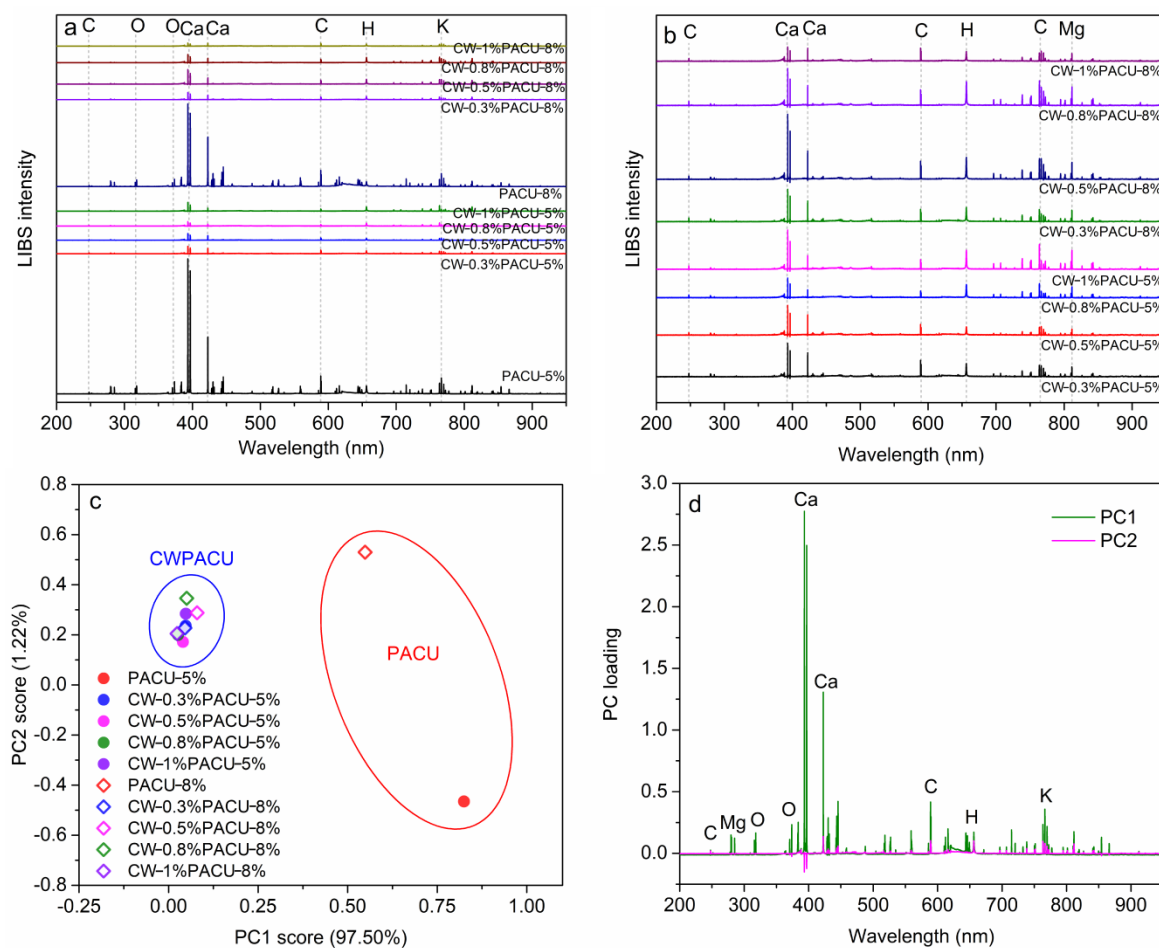 a
C O O Ca Ca C H K
CW-1%PACU-8%
CW-0.8%PACU-8%
CW-0.5%PACU-8%
CW-0.3%PACU-8%
PACU-8%
CW-1%PACU-5%
CW-0.8%PACU-5%
CW-0.5%PACU-5%
CW-0.3%PACU-5%
PACU-5%
LIBS intensity
200 300 400 500 600 700 800 900
Wavelength (nm)
b
C Ca Ca C H C Mg
CW-1%PACU-8%
CW-0.8%PACU-8%
CW-0.5%PACU-8%
CW-0.3%PACU-8%
CW-1%PACU-5%
CW-0.8%PACU-5%
CW-0.5%PACU-5%
CW-0.3%PACU-5%
LIBS intensity
200 300 400 500 600 700 800 900
Wavelength (nm)
c
CWPACU
PACU
PACU-5%
CW-0.3%PACU-5%
CW-0.5%PACU-5%
CW-0.8%PACU-5%
CW-1%PACU-5%
PACU-8%
CW-0.3%PACU-8%
CW-0.5%PACU-8%
CW-0.8%PACU-8%
CW-1%PACU-8%
PC2 score (1.22%)
0.8
0.6
0.4
0.2
0.0
-0.2
-0.4
-0.6
-0.8
-0.25 0.00 0.25 0.50 0.75 1.00
PC1 score (97.50%)
d
Ca
PC1
PC2
Ca
C Mg O O C H K
PC loading
3.0
2.5
2.0
1.5
1.0
0.5
0.0
200 300 400 500 600 700 800 900
Wavelength (nm)